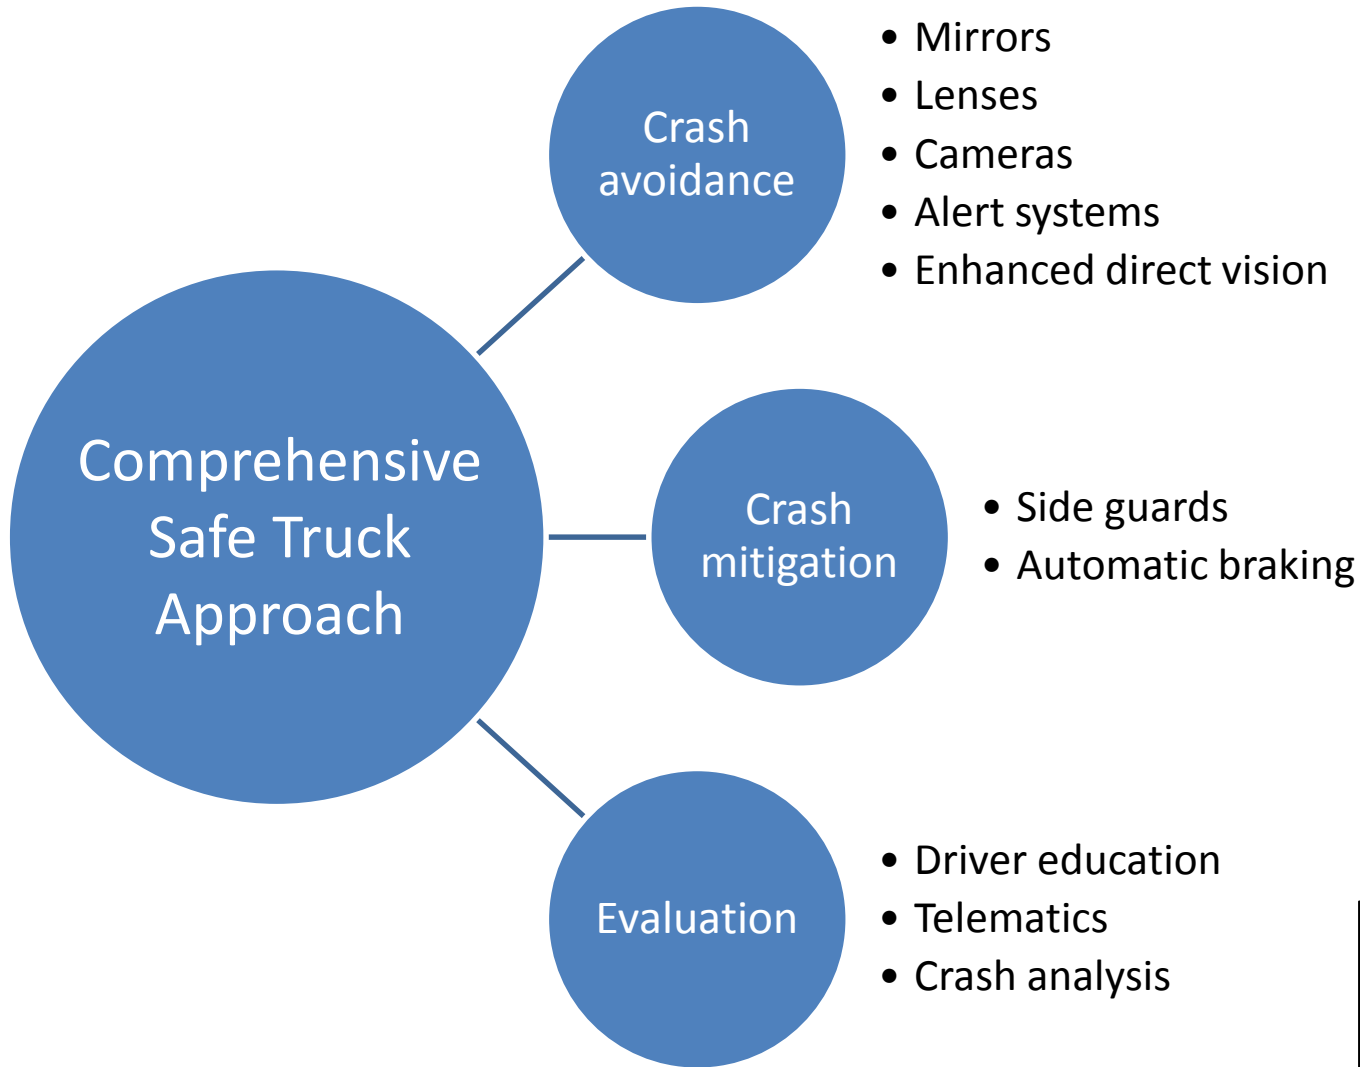 Comprehensive
Safe Truck
Approach
Crash
avoidance
• Mirrors
• Lenses
• Cameras
• Alert systems
• Enhanced direct vision
Crash
mitigation
• Side guards
• Automatic braking
Evaluation
• Driver education
• Telematics
• Crash analysis